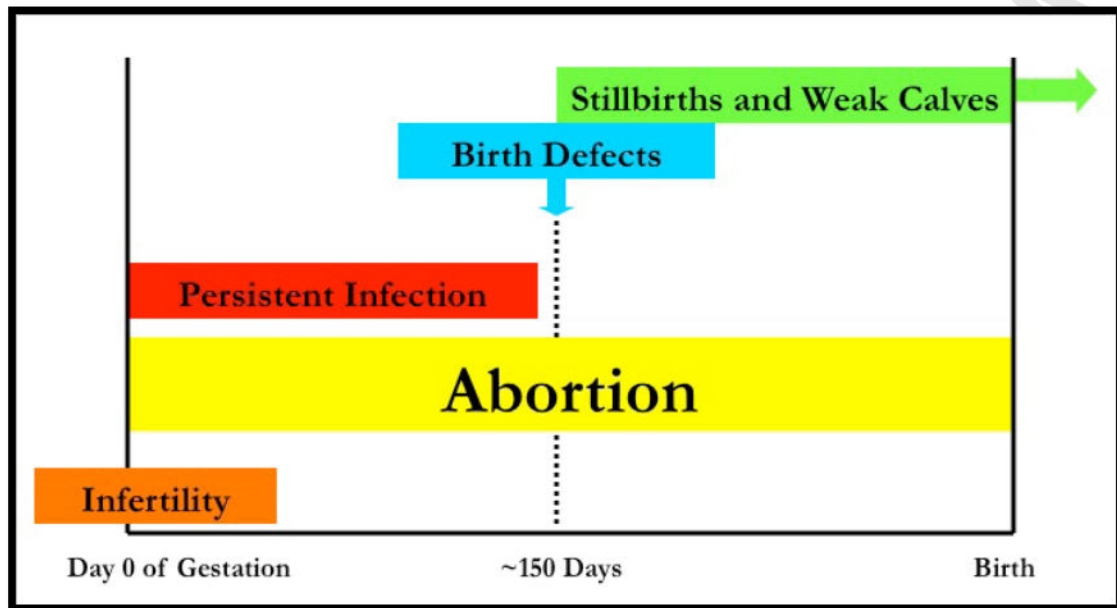 Stillbirths and Weak Calves
Birth Defects
Persistent Infection
Abortion
Infertility
Day 0 of Gestation
~150 Days
Birth